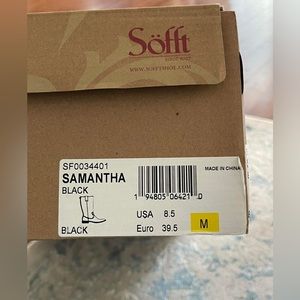 Söfft
WWW.SOFFTSHOE.COM
SF0034401
SAMANTHA
BLACK
MADE IN CHINA
1 94805 06421 0
USA 8.5
BLACK
Euro 39.5
M